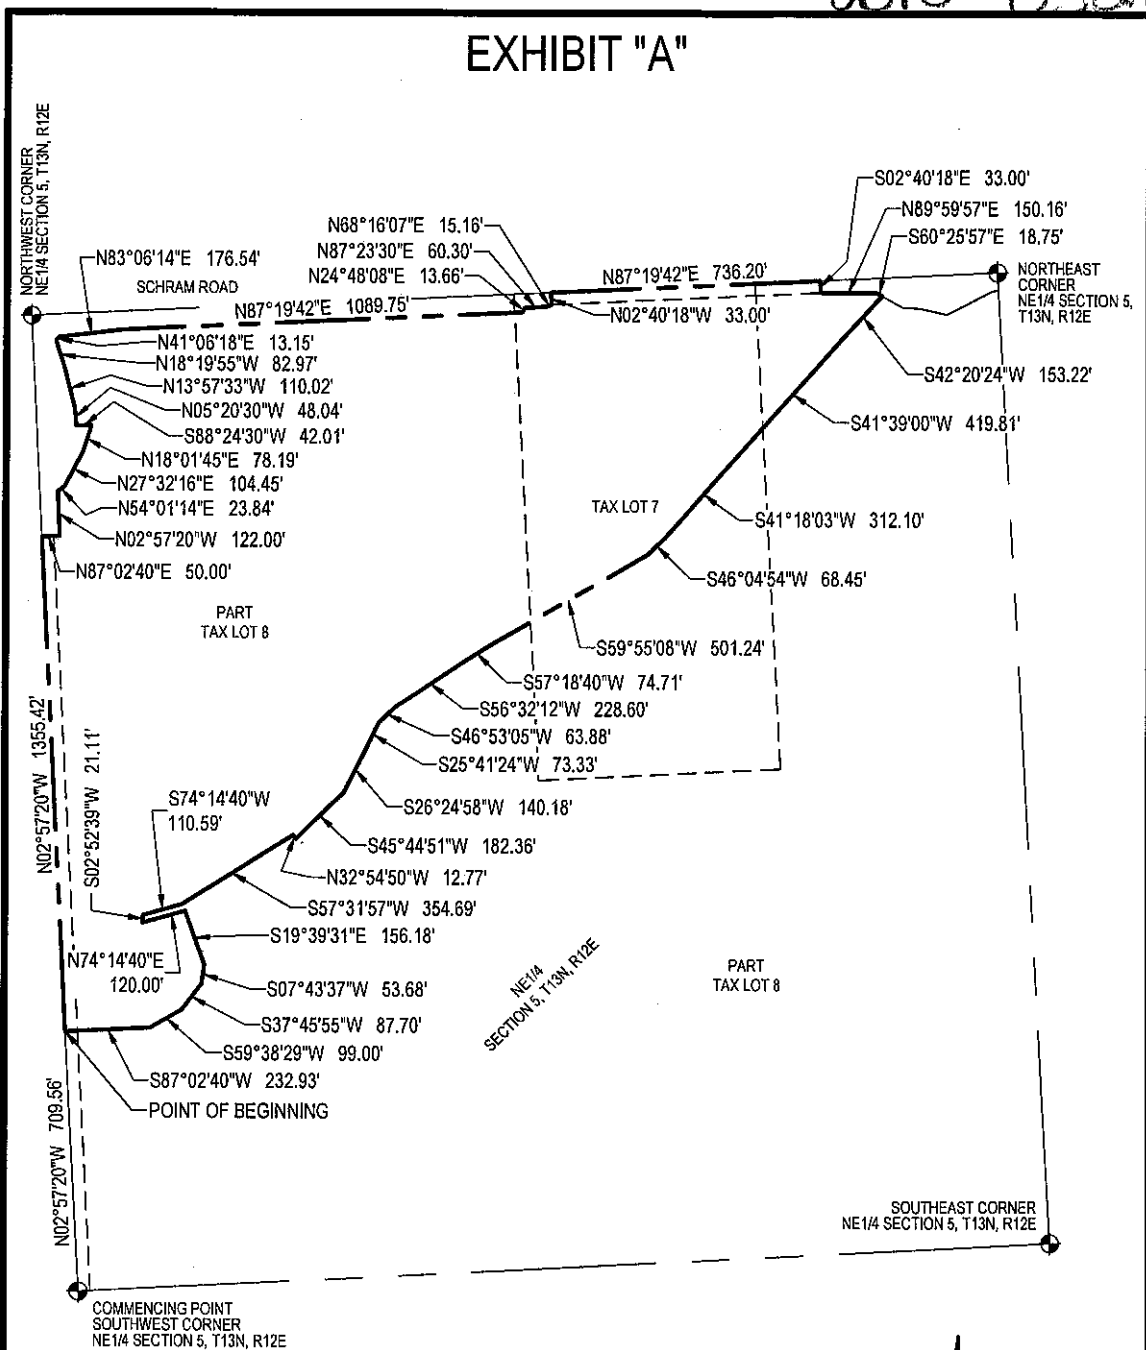 EXHIBIT "A"
NORTHWEST CORNER
NE1/4 SECTION 5, T13N, R12E
N83°06'14"E 176.54'
SCHRAM ROAD
N87°19'42"E 1089.75'
N68°16'07"E 15.16'
N87°23'30"E 60.30'
N24°48'08"E 13.66'
N87°19'42"E 736.20'
N02°40'18"W 33.00'
S02°40'18"E 33.00'
N89°59'57"E 150.16'
S60°25'57"E 18.75'
NORTHEAST
CORNER
NE1/4 SECTION 5,
T13N, R12E
N41°06'18"E 13.15'
N18°19'55"W 82.97'
N13°57'33"W 110.02'
N05°20'30"W 48.04'
S88°24'30"W 42.01'
N18°01'45"E 78.19'
N27°32'16"E 104.45'
N54°01'14"E 23.84'
N02°57'20"W 122.00'
N87°02'40"E 50.00'
S42°20'24"W 153.22'
S41°39'00"W 419.81'
TAX LOT 7
S41°18'03"W 312.10'
S46°04'54"W 68.45'
PART
TAX LOT 8
S59°55'08"W 501.24'
S57°18'40"W 74.71'
S56°32'12"W 228.60'
S46°53'05"W 63.88'
S25°41'24"W 73.33'
S26°24'58"W 140.18'
S45°44'51"W 182.36'
N32°54'50"W 12.77'
S57°31'57"W 354.69'
N02°57'20"W 1355.42'
S02°52'39"W 21.11'
S74°14'40"W
110.59'
N74°14'40"E
120.00'
S19°39'31"E 156.18'
S07°43'37"W 53.68'
S37°45'55"W 87.70'
S59°38'29"W 99.00'
S87°02'40"W 232.93'
POINT OF BEGINNING
NE1/4
SECTION 5, T13N, R12E
PART
TAX LOT 8
N02°57'20"W 709.56'
SOUTHEAST CORNER
NE1/4 SECTION 5, T13N, R12E
COMMENCING POINT
SOUTHWEST CORNER
NE1/4 SECTION 5, T13N, R12E